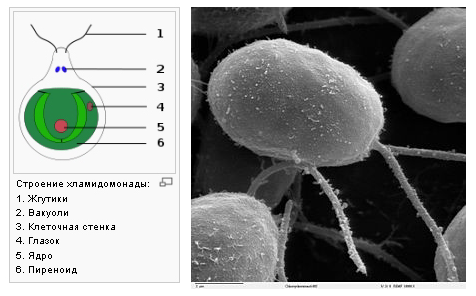 1
2
3
4
5
6
Строение хламидомонады:
1. Жгутики
2. Вакуоли
3. Клеточная стенка
4. Глазок
5. Ядро
6. Пиреноид